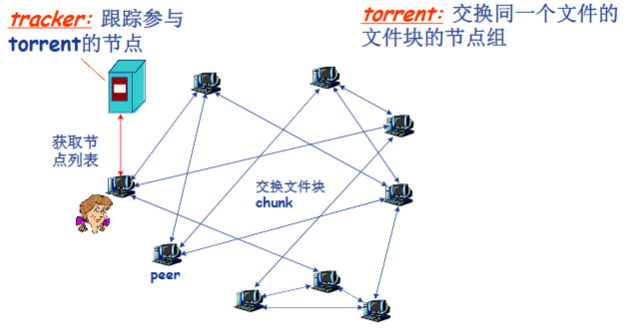 tracker: 跟踪参与
torrent的节点
torrent: 交换同一个文件的
文件块的节点组
获取节
点列表
交换文件块
chunk
peer